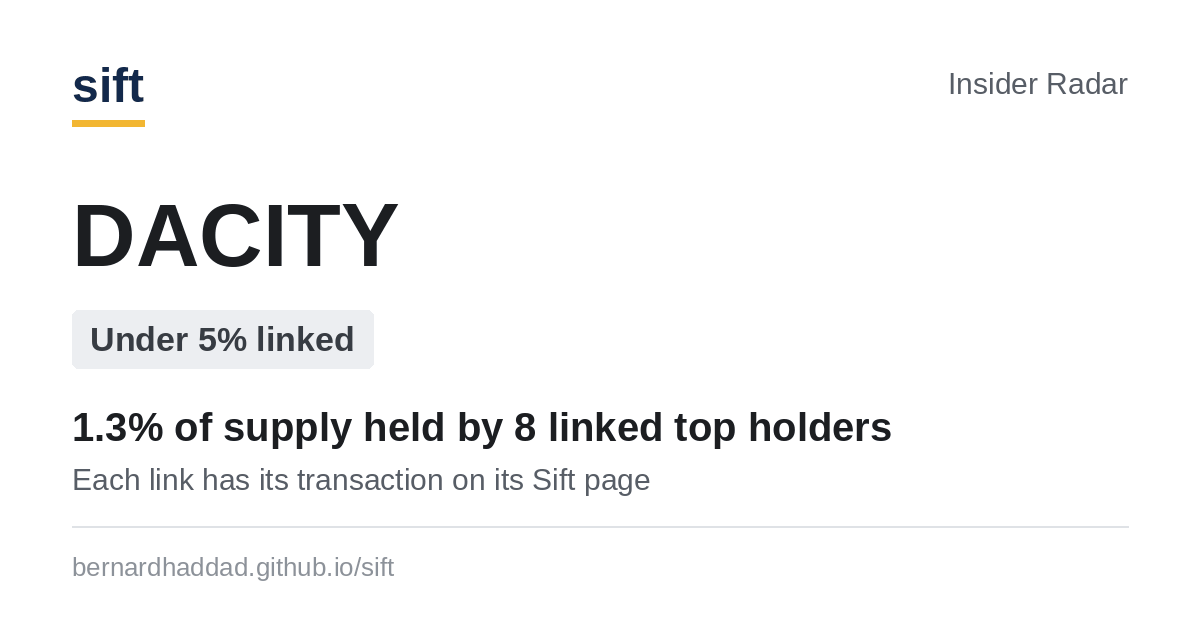 sift
Insider Radar
DACITY
Under 5% linked
1.3% of supply held by 8 linked top holders
Each link has its transaction on its Sift page
bernardhaddad.github.io/sift